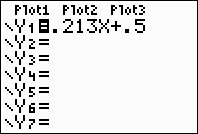 Plot1 Plot2 Plot3
\Y1=.213X+.5
\Y2=
\Y3=
\Y4=
\Y5=
\Y6=
\Y7=